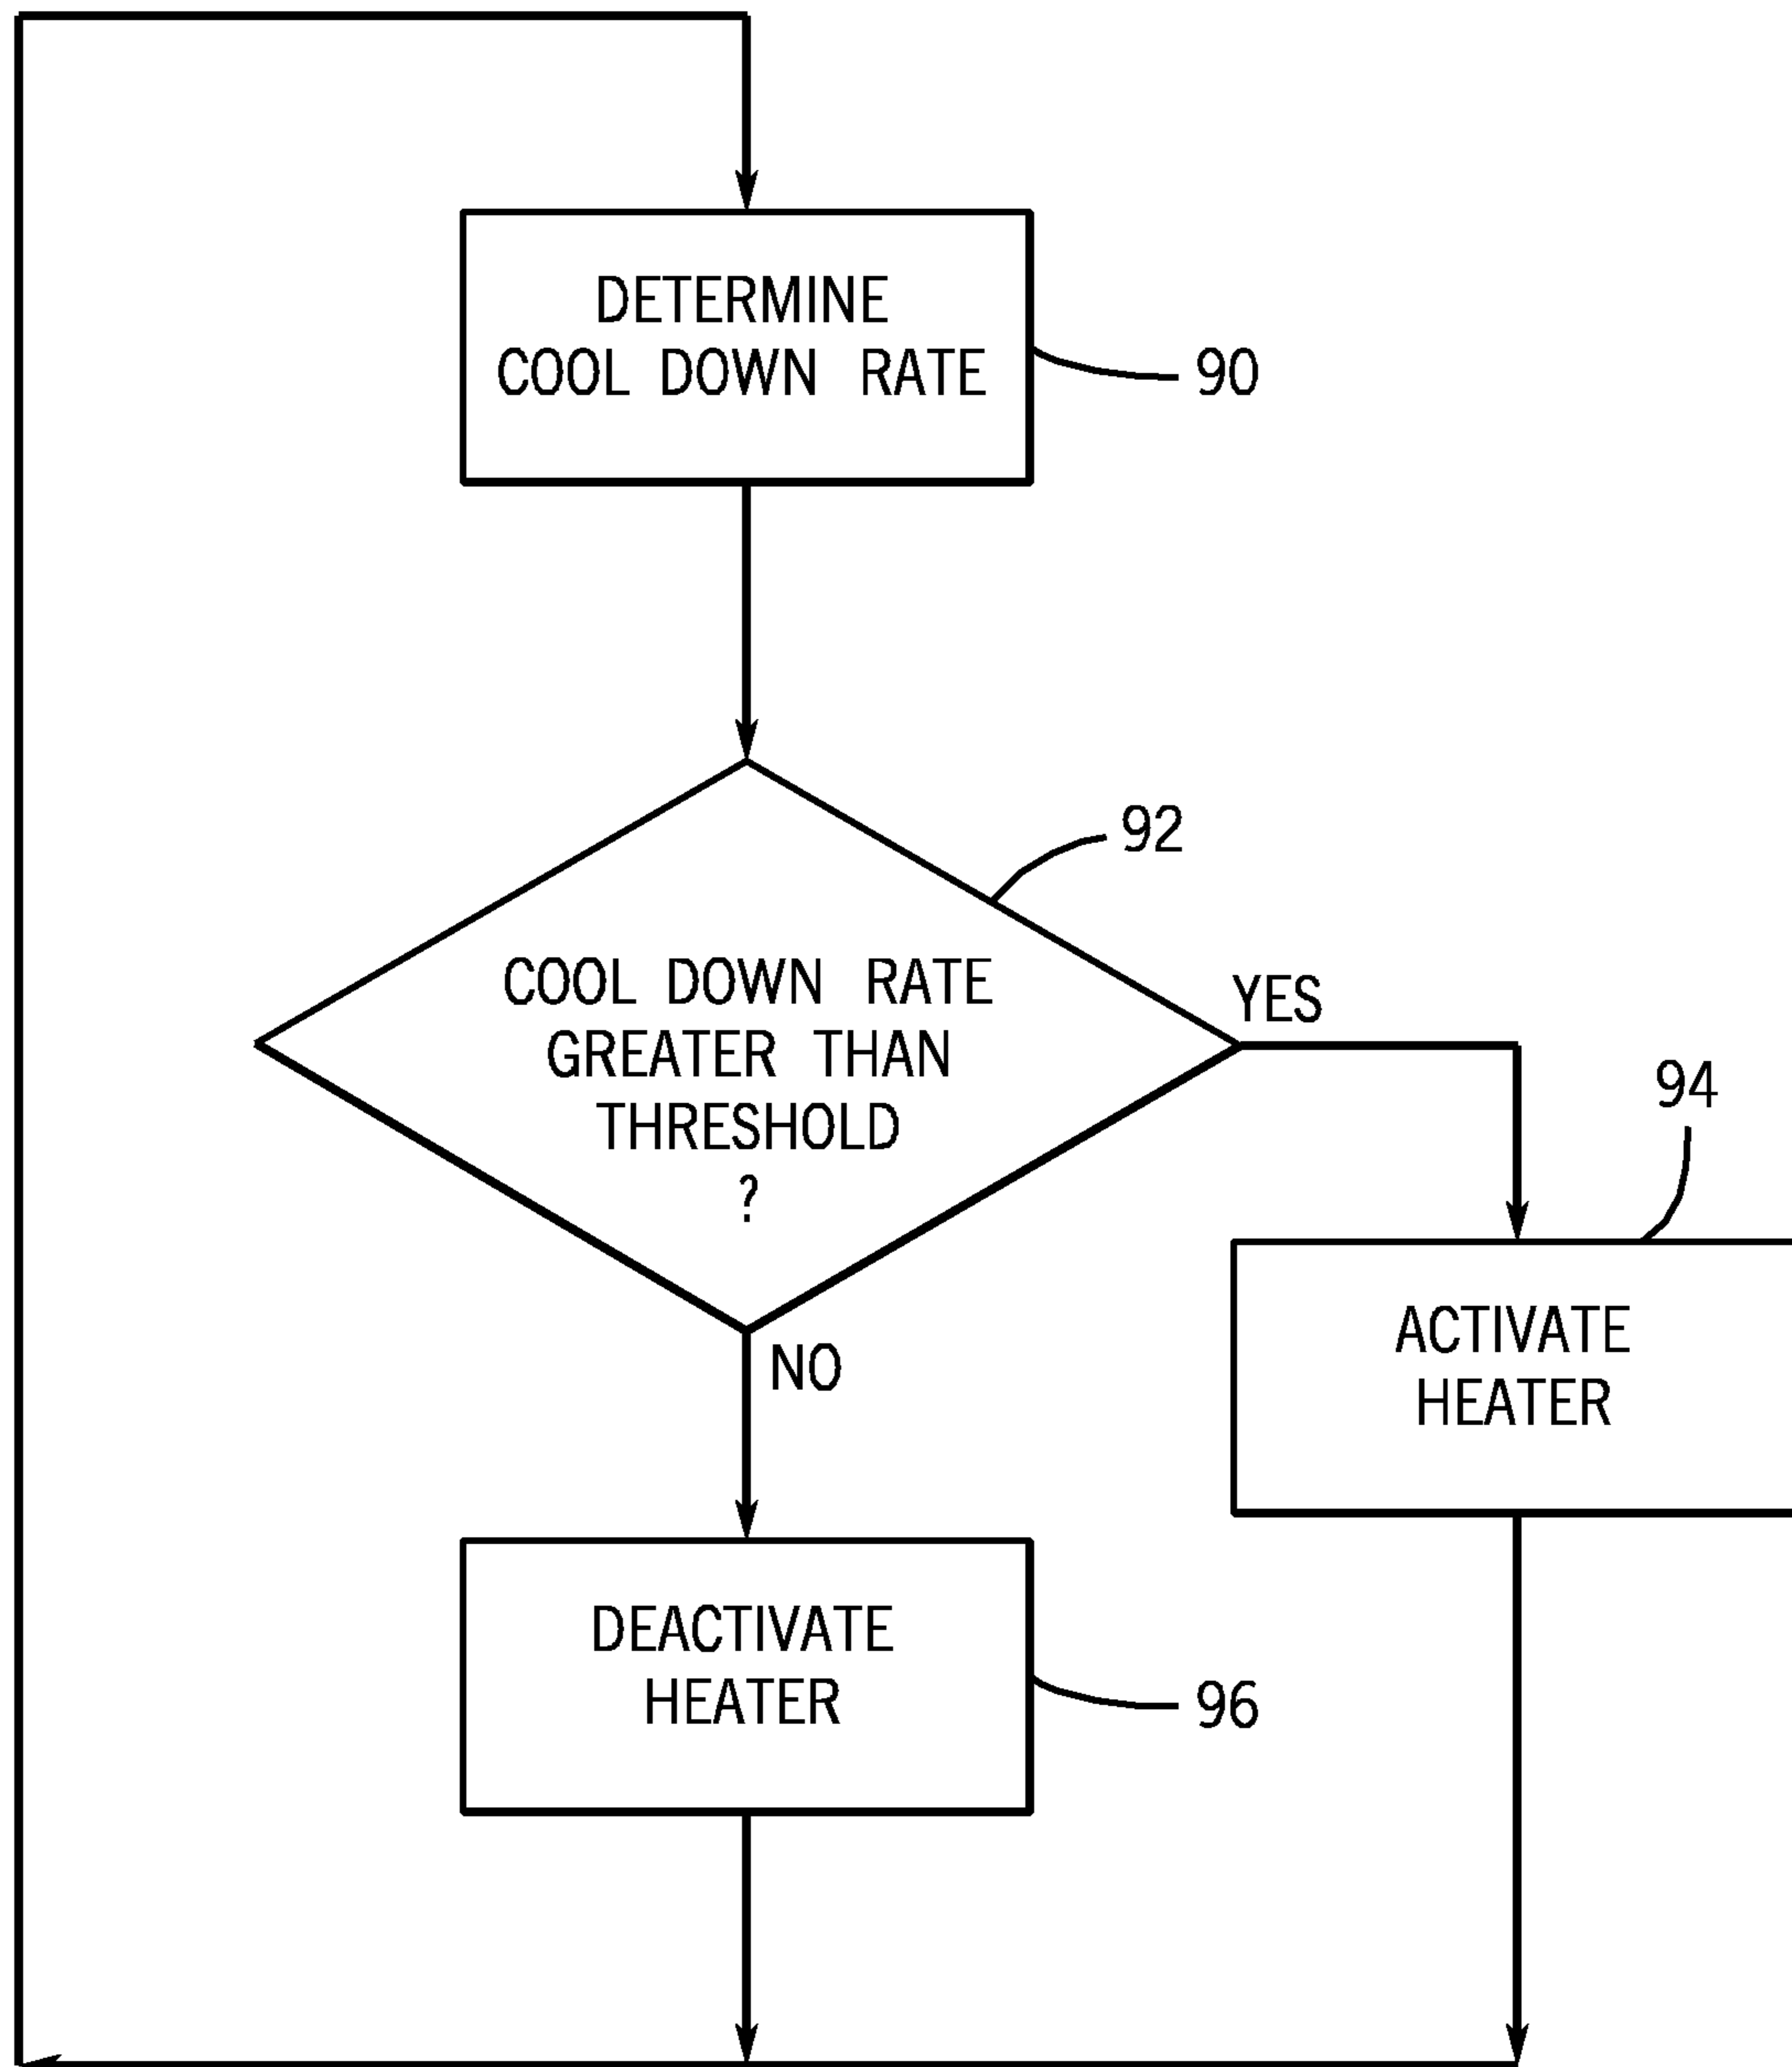 DETERMINE
COOL DOWN RATE
90
92
COOL DOWN RATE
GREATER THAN
THRESHOLD
?
YES
94
NO
ACTIVATE
HEATER
DEACTIVATE
HEATER
96